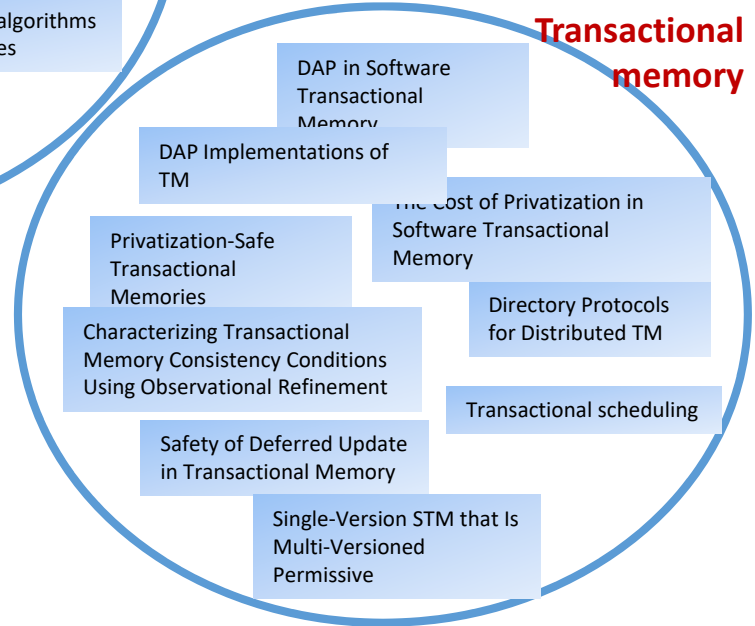 algorithms
es
Transactional
memory
DAP in Software
Transactional
Memory
DAP Implementations of
TM
The Cost of Privatization in
Software Transactional
Memory
Privatization-Safe
Transactional
Memories
Directory Protocols
for Distributed TM
Characterizing Transactional
Memory Consistency Conditions
Using Observational Refinement
Transactional scheduling
Safety of Deferred Update
in Transactional Memory
Single-Version STM that Is
Multi-Versioned
Permissive